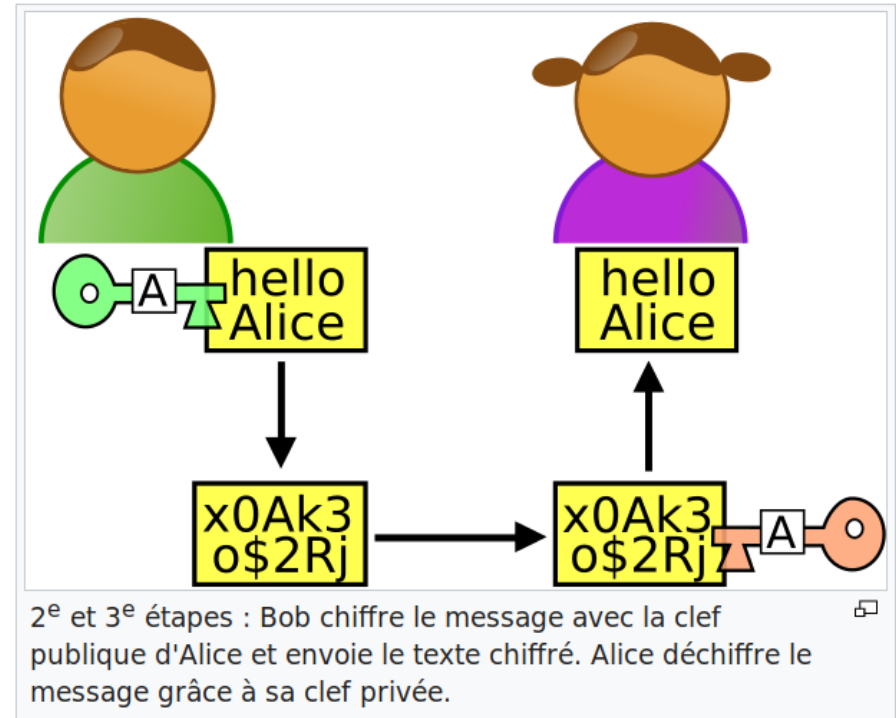 A
hello
Alice
hello
Alice
x0Ak3
o$2Rj
x0Ak3
o$2Rj
A
2e et 3e étapes : Bob chiffre le message avec la clef
publique d'Alice et envoie le texte chiffré. Alice déchiffre le
message grâce à sa clef privée.